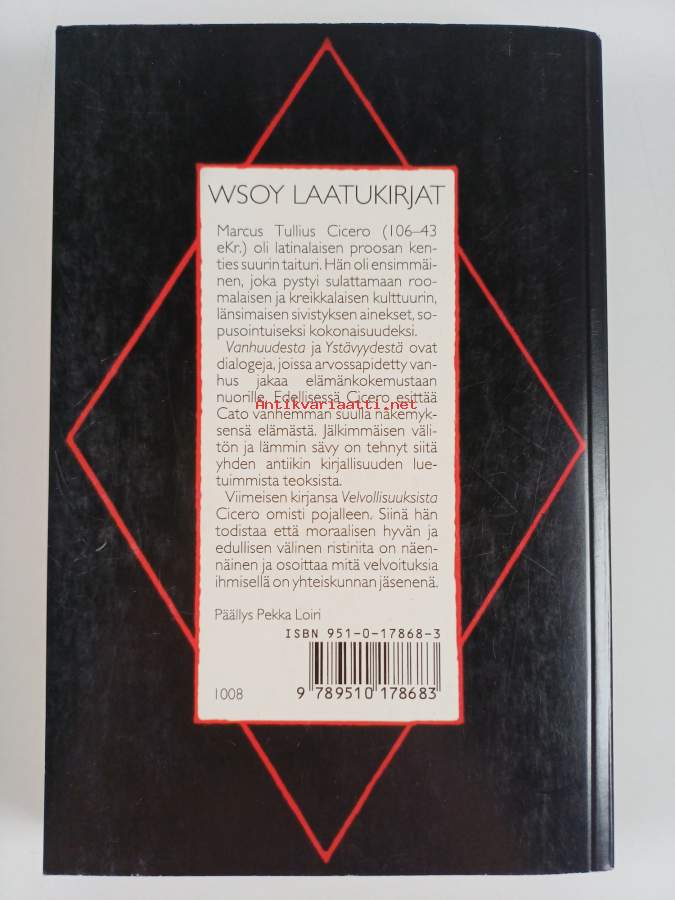 WSOY LAATUKIRJAT
Marcus Tullius Cicero (106–43
eKr.) oli latinalaisen proosan ken-
ties suurin taituri. Hän oli ensimmäi-
nen, joka pystyi sulattamaan roo-
malaisen ja kreikkalaisen kulttuurin,
länsimaisen sivistyksen ainekset, so-
pusointuiseksi kokonaisuudeksi.
Vanhuudesta ja Ystävyydestä ovat
dialogeja, joissa arvossapidetty van-
hus jakaa elämänkokemustaan
nuorille. Edellisessä Cicero esittää
Antikvariaatti.net
Cato vanhemman suulla näkemyk-
sensä elämästä. Jälkimmäisen väli-
tön ja lämmin sävy on tehnyt siitä
yhden antiikin kirjallisuuden lue-
tuimmista teoksista.
Viimeisen kirjansa Velvollisuuksista
Cicero omisti pojalleen. Siinä hän
todistaa että moraalisen hyvän ja
edullisen välinen ristiriita on näen-
näinen ja osoittaa mitä velvoituksia
ihmisellä on yhteiskunnan jäsenenä.
Päällys Pekka Loiri
ISBN 951-0-17868-3
1008
9 789510 178683